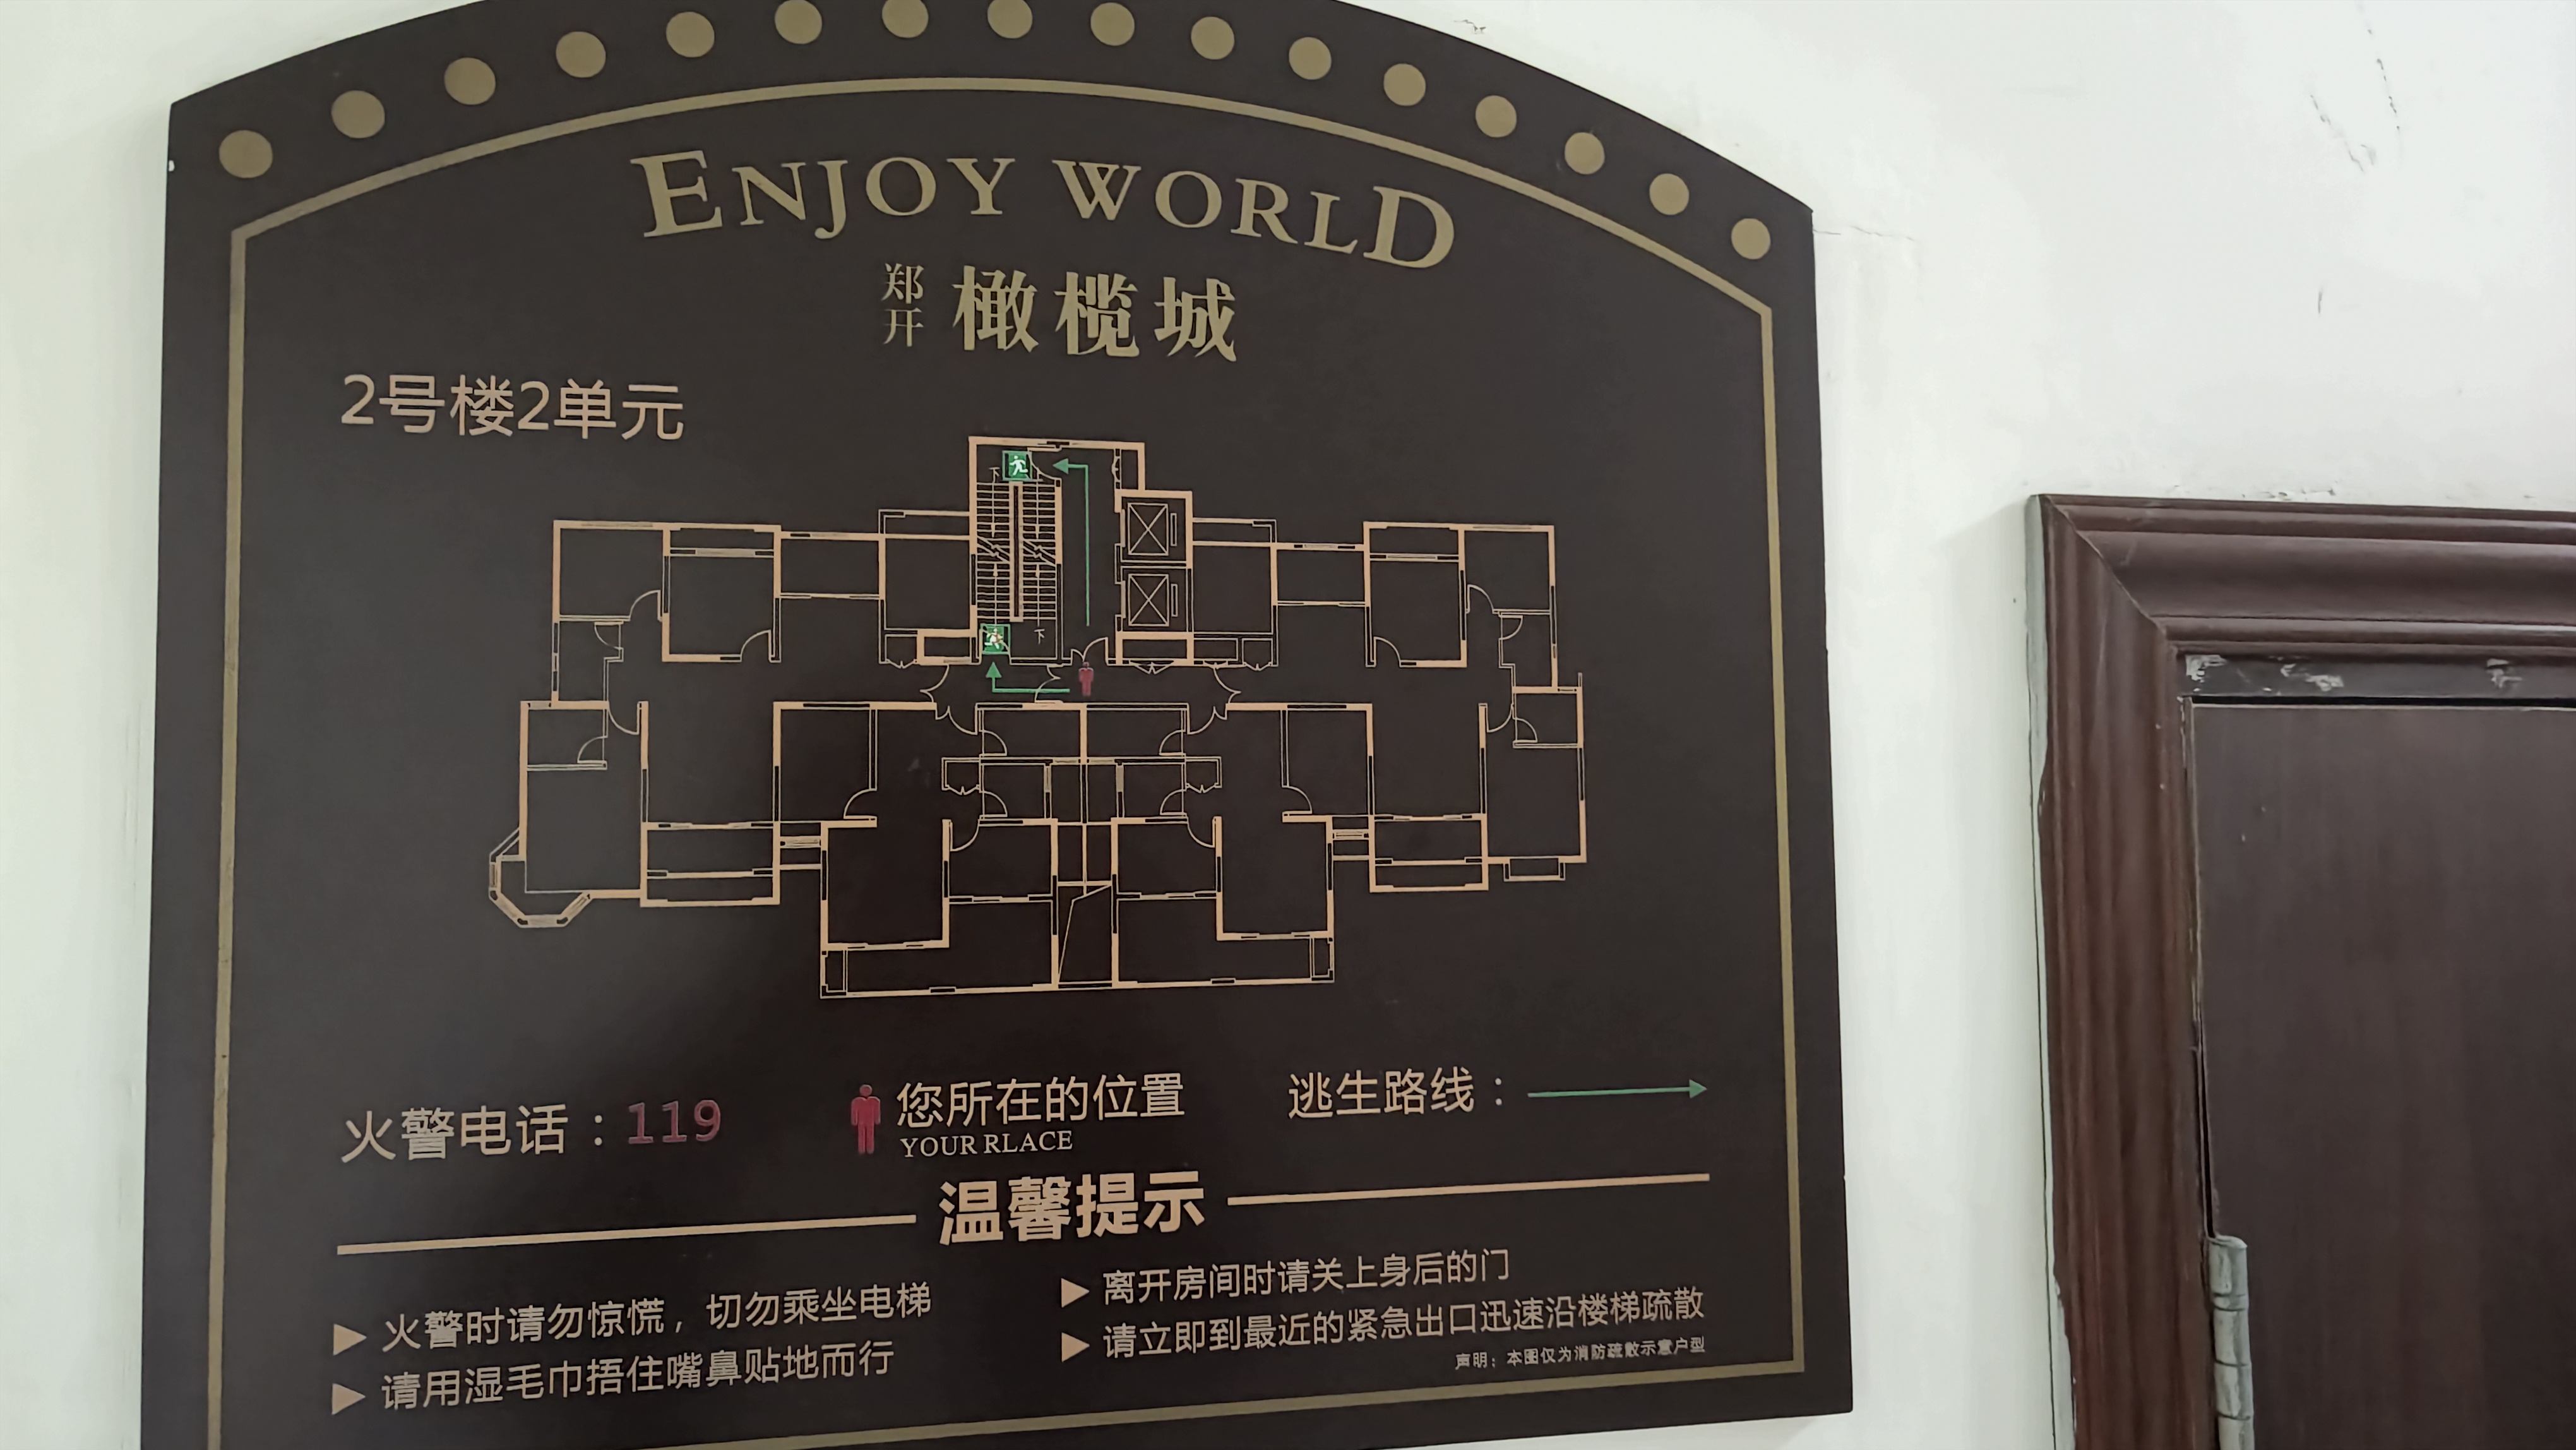 ENJOY WORLD
郑开 橄榄城
2号楼2单元
下
下
火警电话：119
您所在的位置
YOUR RLACE
逃生路线：
温馨提示
▶ 火警时请勿惊慌，切勿乘坐电梯
▶ 请用湿毛巾捂住嘴鼻贴地而行
▶ 离开房间时请关上身后的门
▶ 请立即到最近的紧急出口迅速沿楼梯疏散
声明：本图仅为消防疏散示意户型